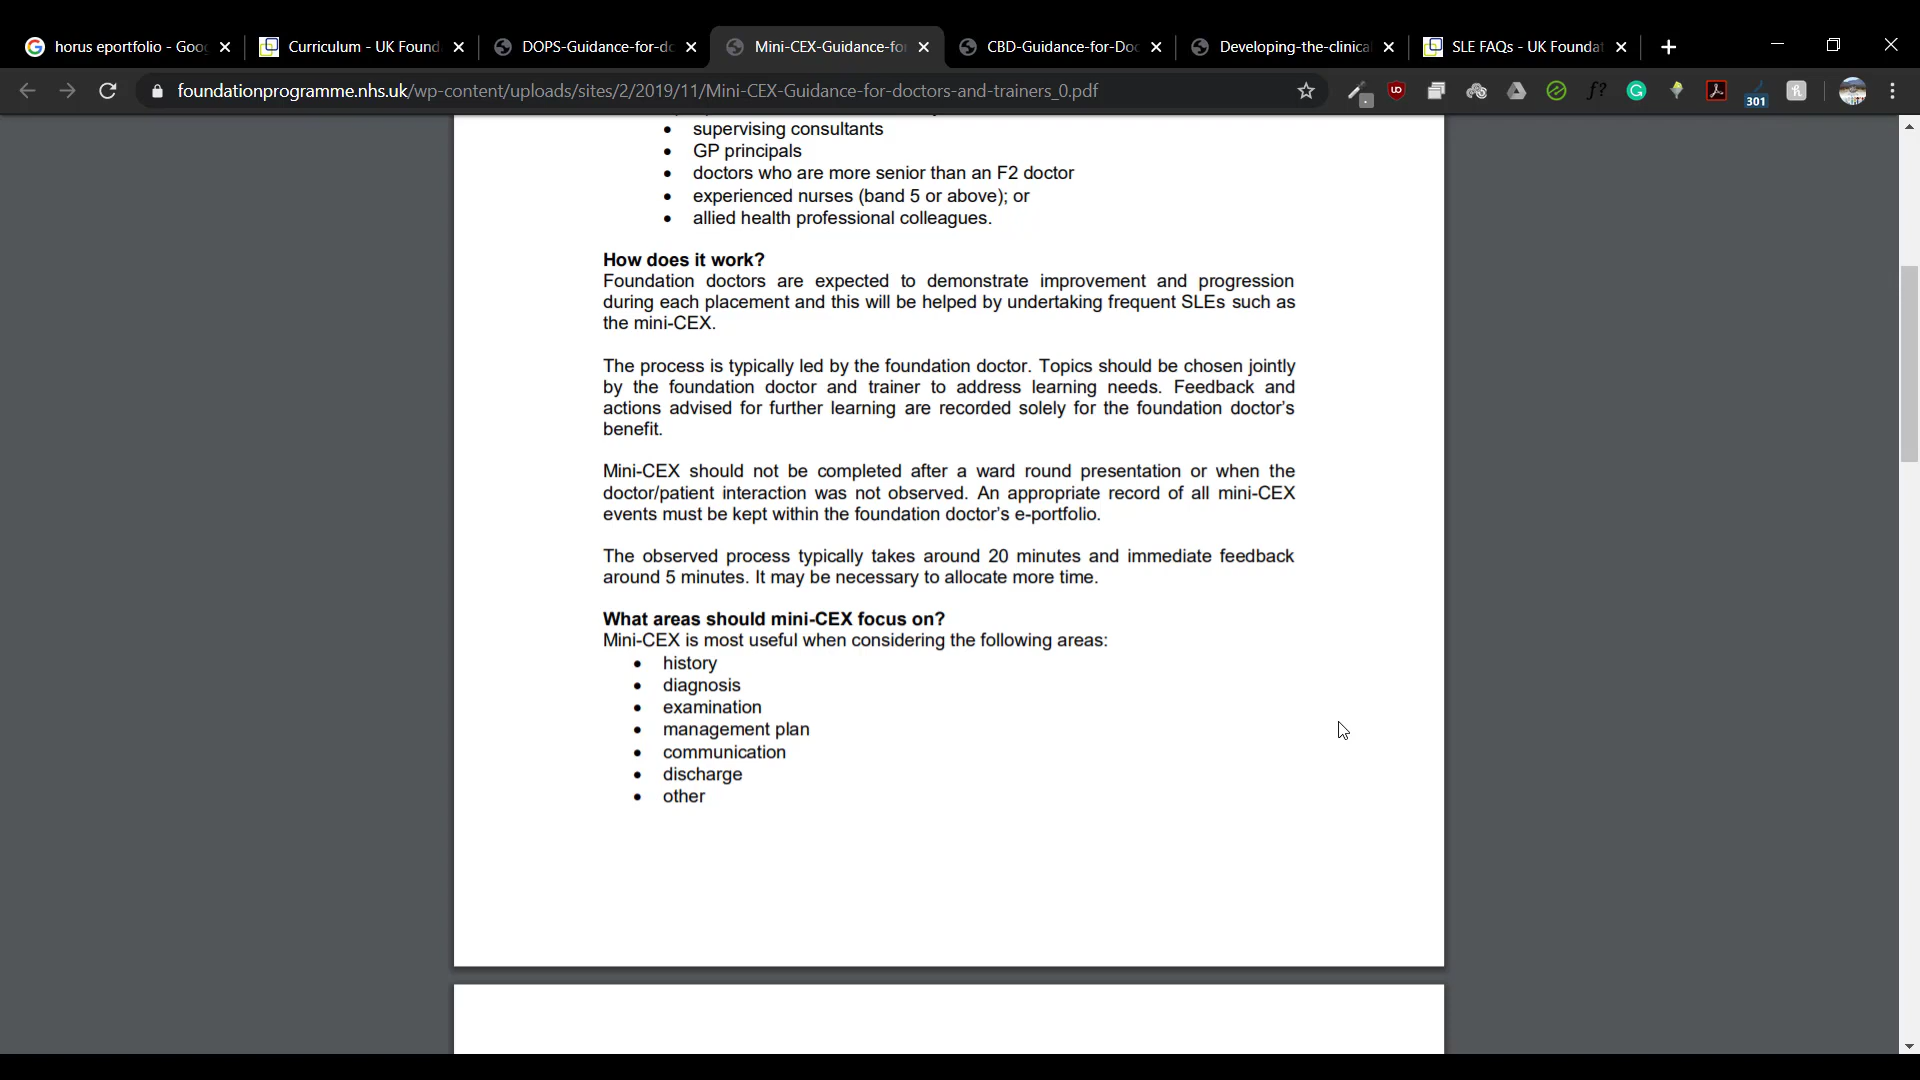 horus eportfolio - Goo
Curriculum - UK Found
DOPS-Guidance-for-do
Mini-CEX-Guidance-fo
CBD-Guidance-for-Do
Developing-the-clinica
SLE FAQs - UK Foundat
foundationprogramme.nhs.uk/wp-content/uploads/sites/2/2019/11/Mini-CEX-Guidance-for-doctors-and-trainers_0.pdf
f?
301
• supervising consultants
• GP principals
• doctors who are more senior than an F2 doctor
• experienced nurses (band 5 or above); or
• allied health professional colleagues.
How does it work?
Foundation doctors are expected to demonstrate improvement and progression
during each placement and this will be helped by undertaking frequent SLEs such as
the mini-CEX.
The process is typically led by the foundation doctor. Topics should be chosen jointly
by the foundation doctor and trainer to address learning needs. Feedback and
actions advised for further learning are recorded solely for the foundation doctor's
benefit.
Mini-CEX should not be completed after a ward round presentation or when the
doctor/patient interaction was not observed. An appropriate record of all mini-CEX
events must be kept within the foundation doctor's e-portfolio.
The observed process typically takes around 20 minutes and immediate feedback
around 5 minutes. It may be necessary to allocate more time.
What areas should mini-CEX focus on?
Mini-CEX is most useful when considering the following areas:
• history
• diagnosis
• examination
• management plan
• communication
• discharge
• other